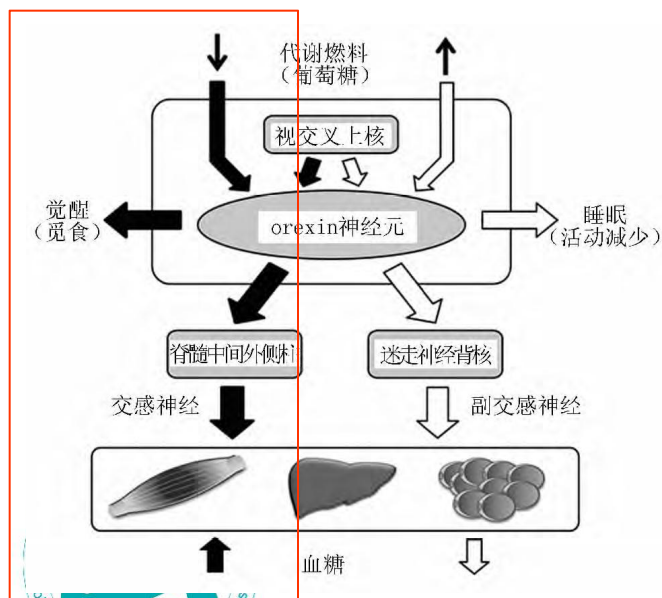 代谢燃料
（葡萄糖）
视交叉上核
觉醒
（觅食）
orexin神经元
睡眠
（活动减少）
脊髓中间外侧柱
迷走神经背核
交感神经
副交感神经
血糖